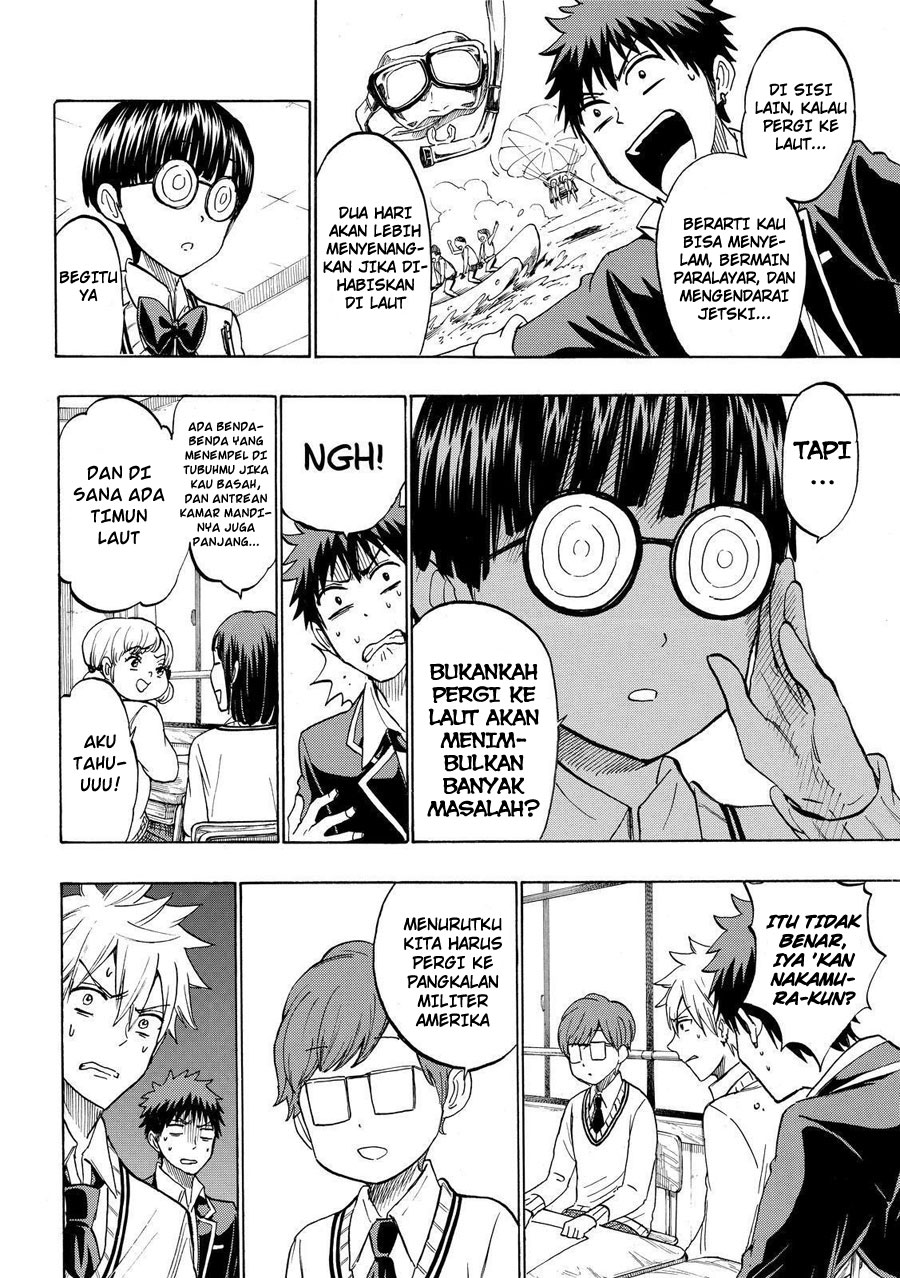 DI SISI
LAIN, KALAU
PERGI KE
LAUT...
BERARTI KAU
BISA MENYE-
LAM, BERMAIN
PARALAYAR, DAN
MENGENDARAI
JETSKI...
DUA HARI
AKAN LEBIH
MENYENANG-
KAN JIKA DI-
HABISKAN
DI LAUT
BEGITU
YA
TAPI
...
BUKANKAH
PERGI KE
LAUT AKAN
MENIM-
BULKAN
BANYAK
MASALAH?
NGH!
ADA BENDA-
BENDA YANG
MENEMPEL DI
TUBUHMU JIKA
KAU BASAH,
DAN ANTREAN
KAMAR MANDI-
NYA JUGA
PANJANG...
DAN DI
SANA ADA
TIMUN
LAUT
AKU
TAHU-
UUU!
ITU TIDAK
BENAR,
IYA 'KAN
NAKAMU-
RA-KUN?
MENURUTKU
KITA HARUS
PERGI KE
PANGKALAN
MILITER
AMERIKA